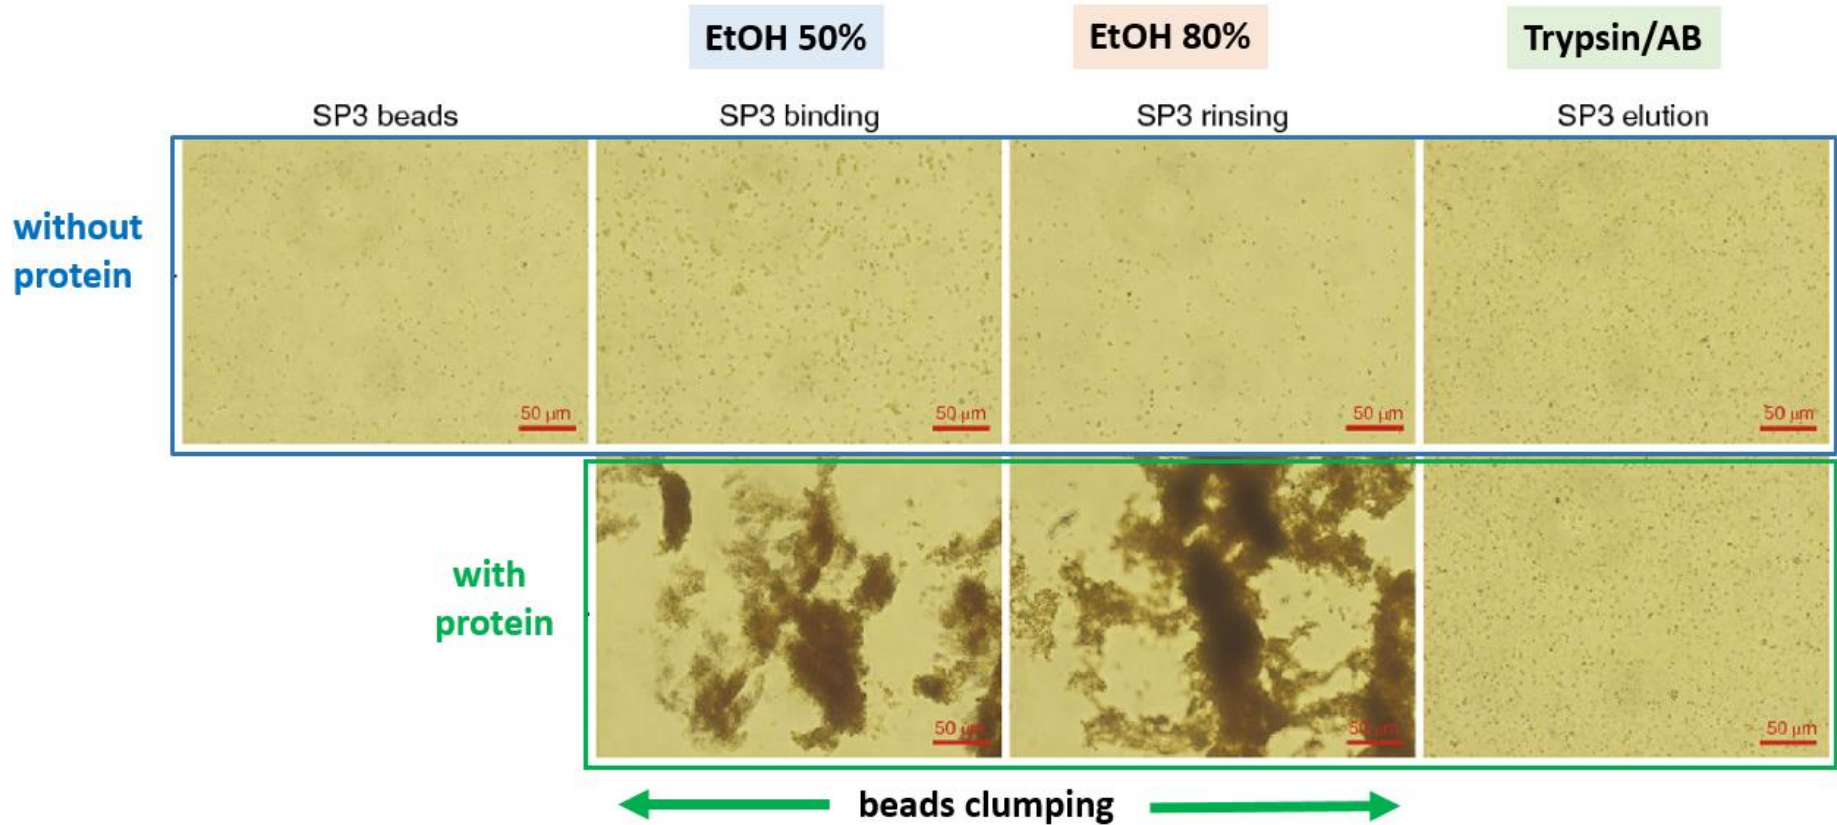 EtOH 50%
EtOH 80%
Trypsin/AB
SP3 beads
SP3 binding
SP3 rinsing
SP3 elution
without
protein
50 µm
50 µm
50 µm
50 µm
with
protein
50 µm
50 µm
50 µm
beads clumping